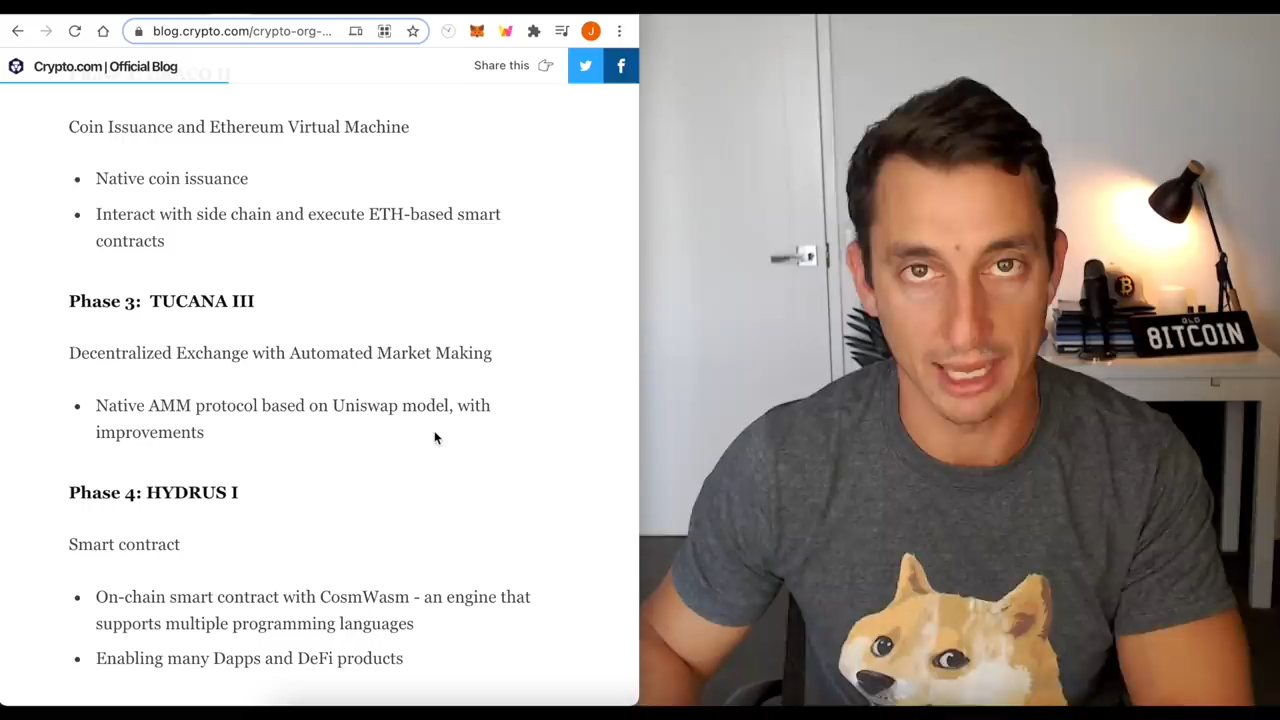 blog.crypto.com/crypto-org-...
J
Crypto.com | Official Blog
Share this
Coin Issuance and Ethereum Virtual Machine
• Native coin issuance
• Interact with side chain and execute ETH-based smart
contracts
Phase 3: TUCANA III
Decentralized Exchange with Automated Market Making
• Native AMM protocol based on Uniswap model, with
improvements
Phase 4: HYDRUS I
Smart contract
• On-chain smart contract with CosmWasm - an engine that
supports multiple programming languages
• Enabling many Dapps and DeFi products
QLD
BITCOIN